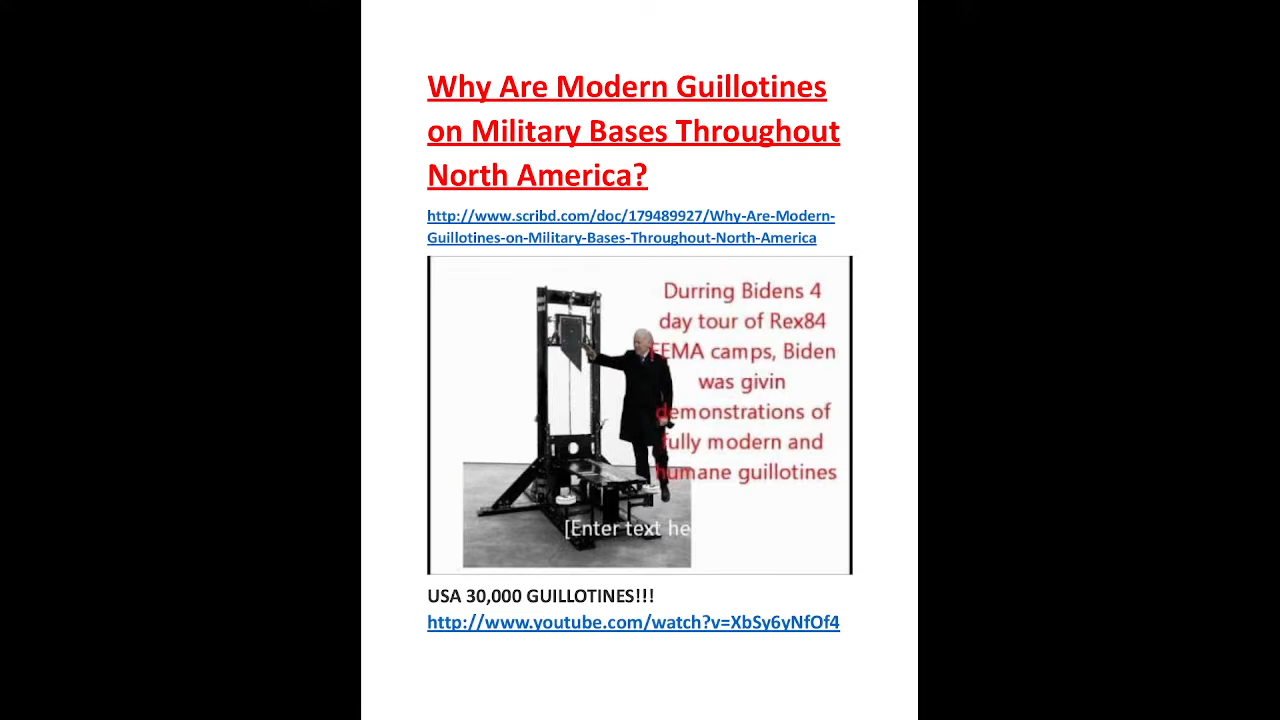 Why Are Modern Guillotines
on Military Bases Throughout
North America?
http://www.scribd.com/doc/179489927/Why-Are-Modern-
Guillotines-on-Military-Bases-Throughout-North-America
Durring Bidens 4
day tour of Rex84
FEMA camps, Biden
was givin
demonstrations of
fully modern and
humane guillotines
[Enter text he
USA 30,000 GUILLOTINES!!!
http://www.youtube.com/watch?v=XbSy6yNfOf4